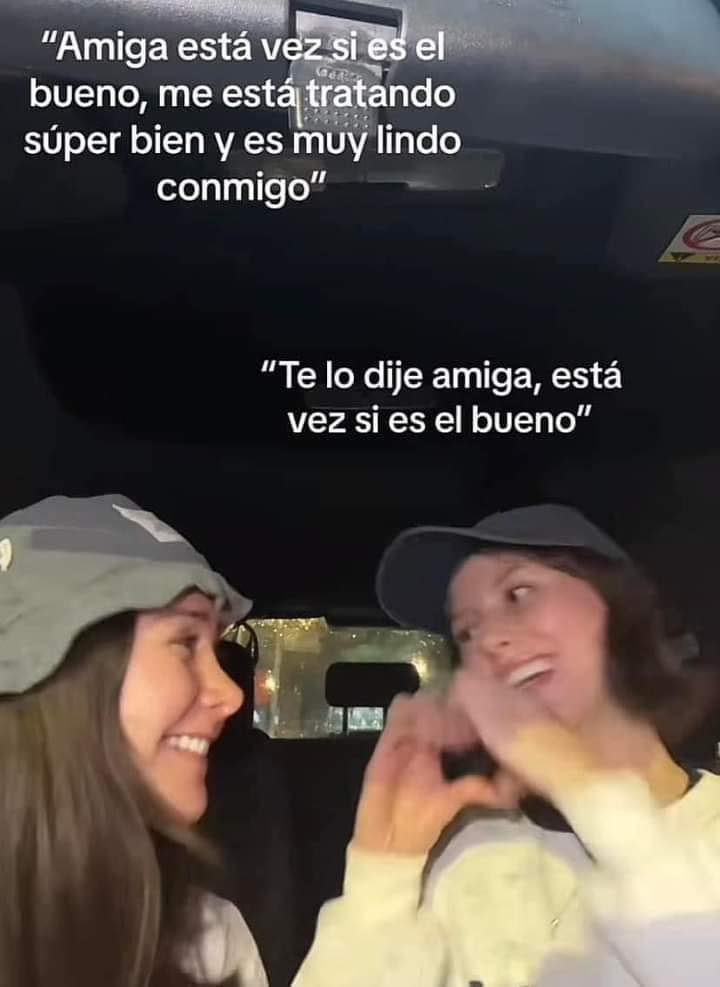 “Amiga está vez si es el
bueno, me está tratando
súper bien y es muy lindo
conmigo”
“Te lo dije amiga, está
vez si es el bueno”